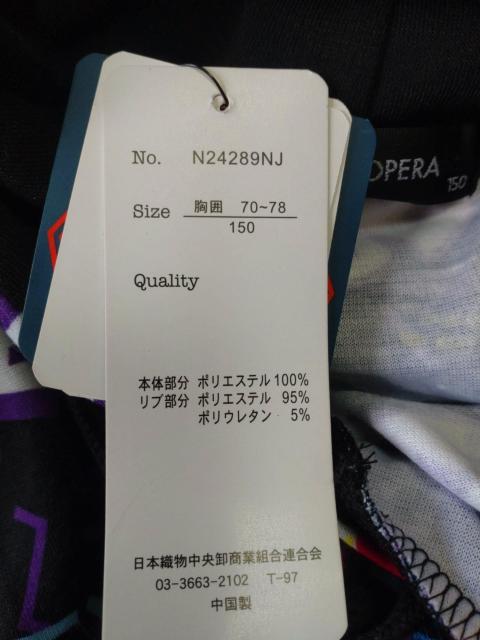 No. N24289NJ
Size 胸囲 70~78
150
Quality
本体部分 ポリエステル 100%
リブ部分 ポリエステル 95%
ポリウレタン 5%
日本織物中央卸商業組合連合会
03-3663-2102 T-97
中国製
OPERA
150